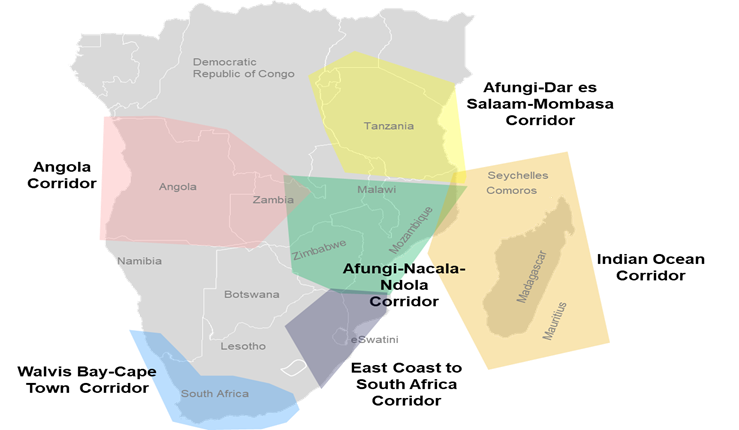 Democratic
Republic of Congo
Afungi-Dar es
Salaam-Mombasa
Corridor
Tanzania
Angola
Corridor
Angola
Zambia
Malawi
Seychelles
Comoros
Mozambique
Zimbabwe
Namibia
Madagascar
Indian Ocean
Corridor
Afungi-Nacala-
Ndola
Corridor
Botswana
Mauritius
eSwatini
Lesotho
Walvis Bay-Cape
Town Corridor
South Africa
East Coast to
South Africa
Corridor